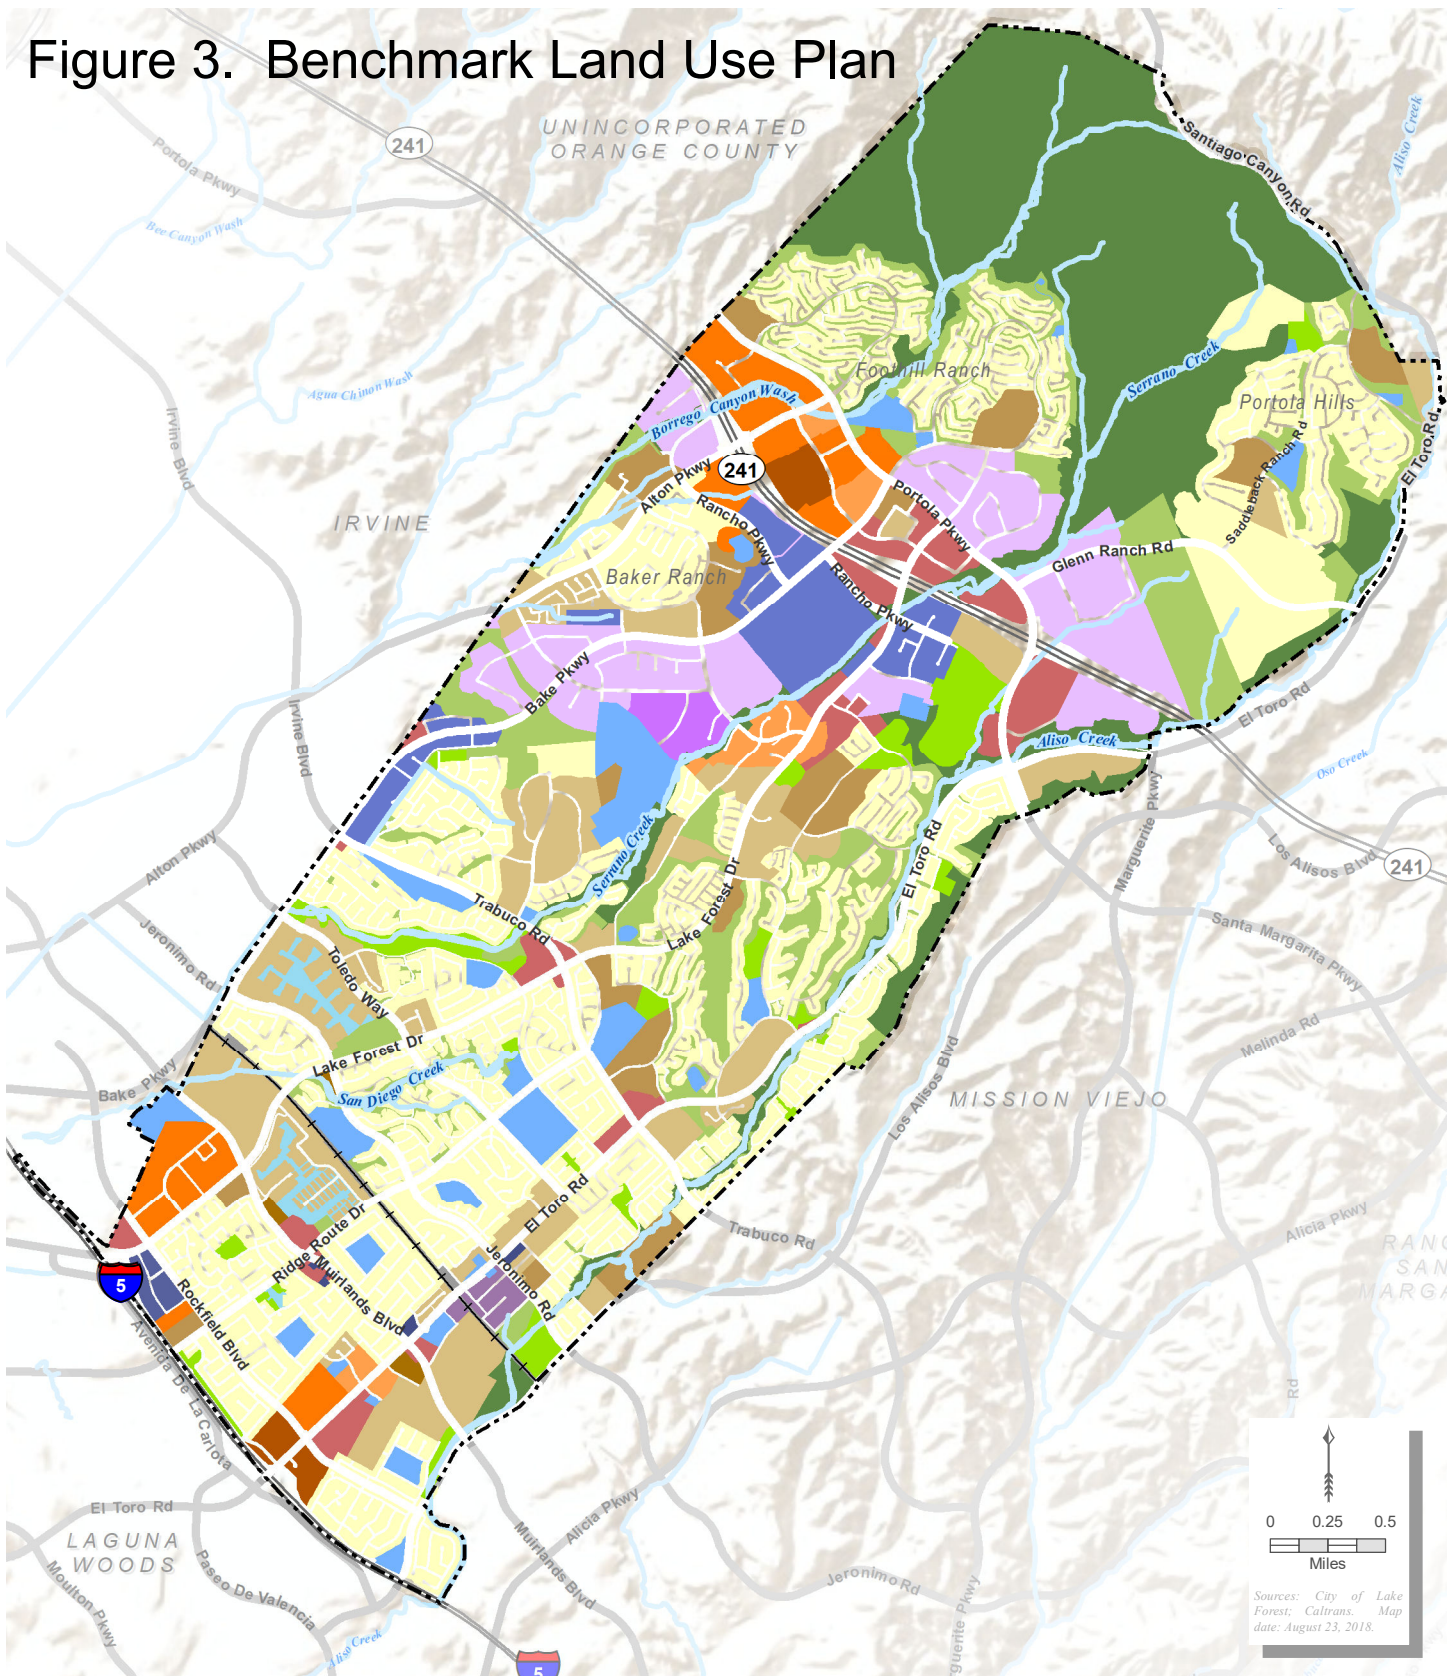 Figure 3.  Benchmark Land Use Plan
UNINCORPORATED
ORANGE COUNTY
241
Portola Pkwy
Bee Canyon Wash
Santiago Canyon Rd
Aliso Creek
Agua Chinon Wash
Irvine Blvd
IRVINE
Borrego Canyon Wash
Foothill Ranch
Serrano Creek
Portola Hills
El Toro Rd
Saddleback Ranch Rd
Alton Pkwy
241
Rancho Pkwy
Portola Pkwy
Baker Ranch
Rancho Pkwy
Glenn Ranch Rd
Bake Pkwy
Irvine Blvd
El Toro Rd
Aliso Creek
Oso Creek
Marguerite Pkwy
Los Alisos Blvd
241
Alton Pkwy
Serrano Creek
El Toro Rd
Lake Forest Dr
Trabuco Rd
Santa Margarita Pkwy
Jeronimo Rd
Toledo Way
Lake Forest Dr
San Diego Creek
Bake Pkwy
Melinda Rd
Los Alisos Blvd
MISSION VIEJO
El Toro Rd
Trabuco Rd
Alicia Pkwy
Ridge Route Dr
Muirlands Blvd
Jeronimo Rd
5
Rockfield Blvd
Avenida De La Carlota
Rd
El Toro Rd
LAGUNA
WOODS
Moulton Pkwy
Paseo De Valencia
Aliso Creek
Muirlands Blvd
Alicia Pkwy
Jeronimo Rd
guerite Pkwy
5
RANC
SAN
MARGA
0 0.25 0.5
Miles
Sources: City of Lake
Forest; Caltrans. Map
date: August 23, 2018.